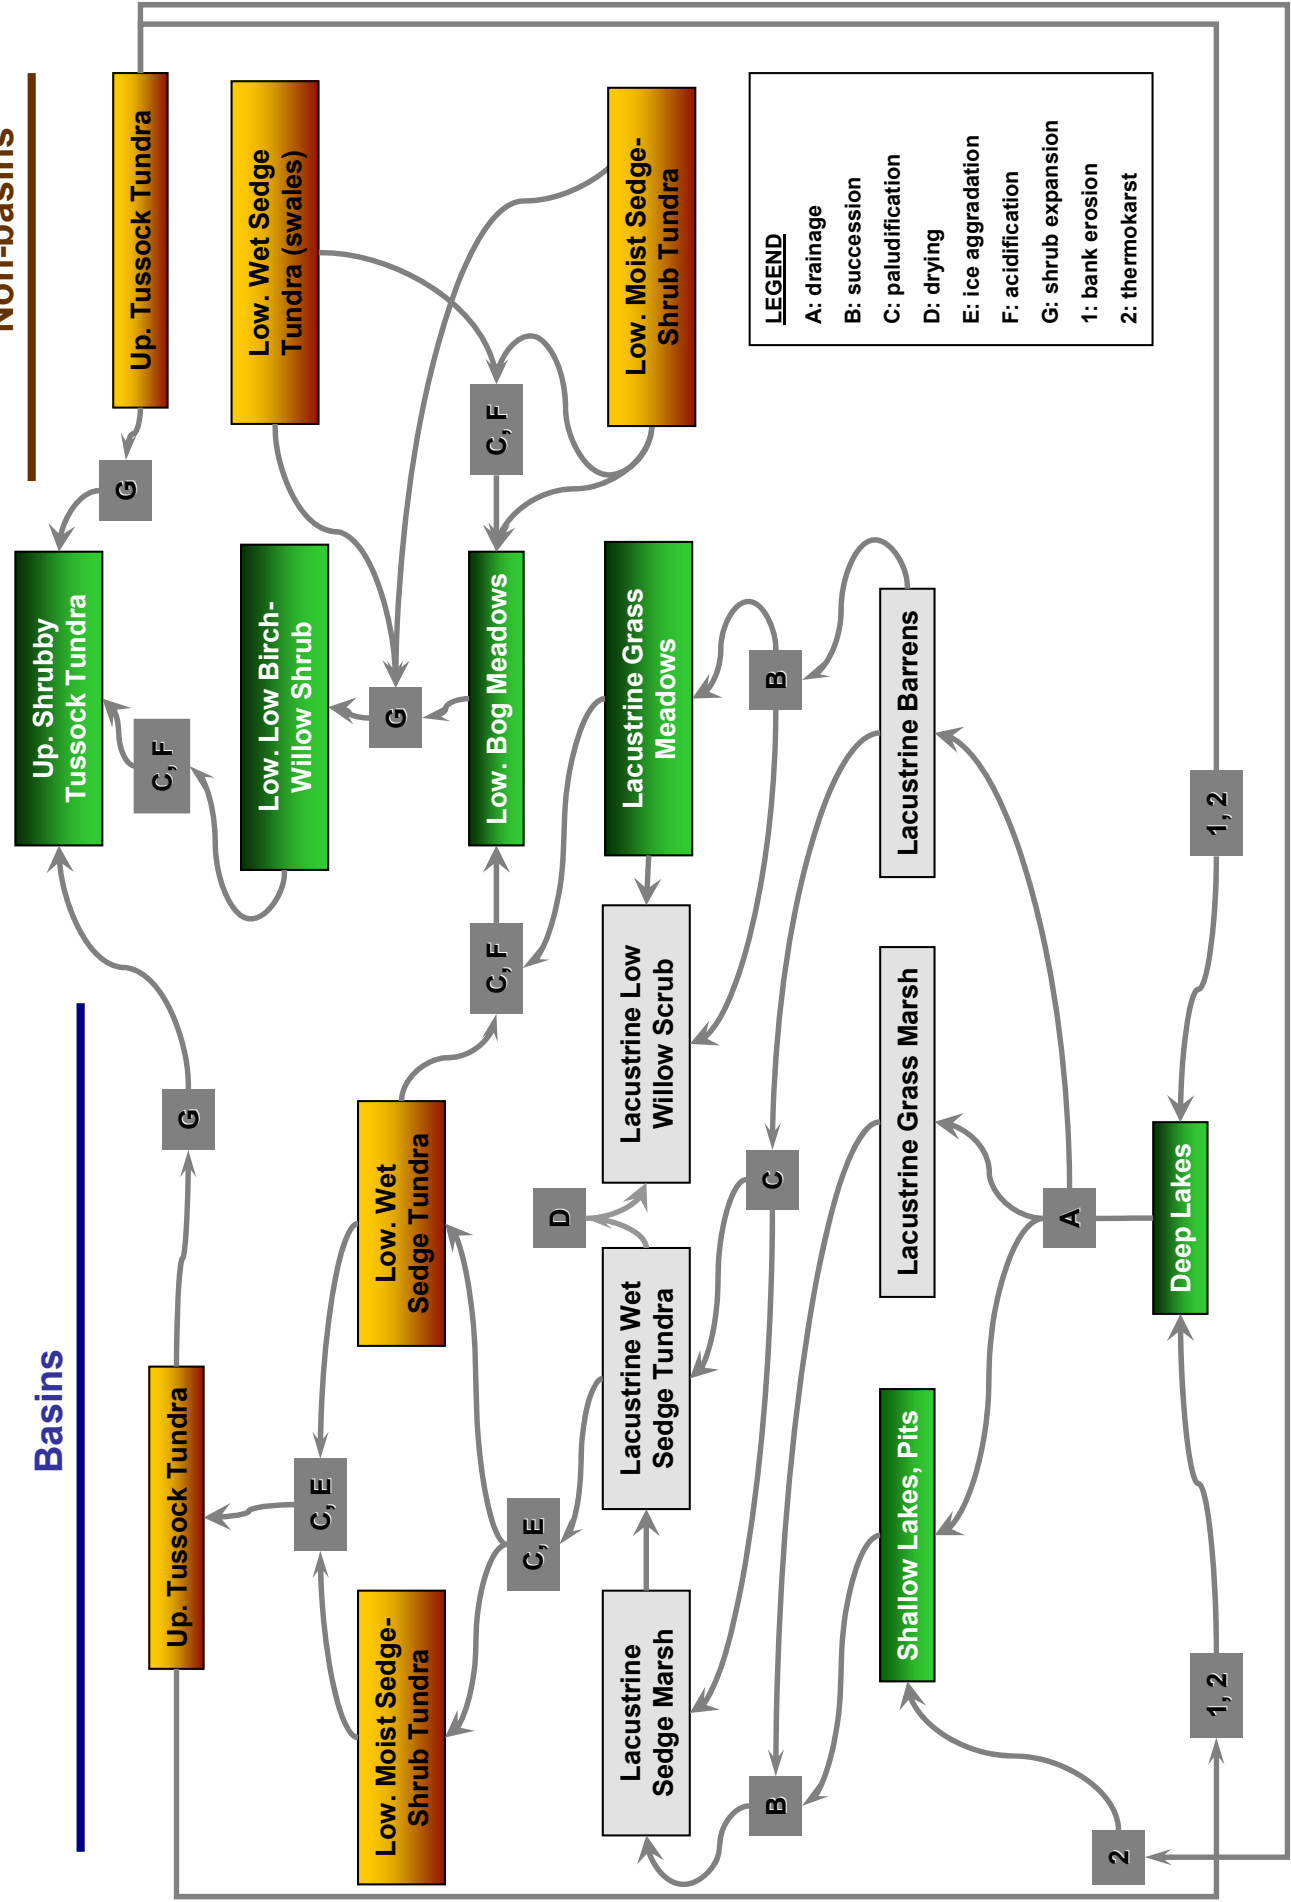 Basins
Non-basins
Up. Tussock Tundra
G
Up. Shrubby
Tussock Tundra
G
Up. Tussock Tundra
C, F
Low. Moist Sedge-
Shrub Tundra
C, E
Low. Wet
Sedge Tundra
Low. Low Birch-
Willow Shrub
Low. Wet Sedge
Tundra (swales)
G
C, E
D
C, F
Low. Bog Meadows
C, F
Lacustrine
Sedge Marsh
Lacustrine Wet
Sedge Tundra
Lacustrine Low
Willow Scrub
Lacustrine Grass
Meadows
Low. Moist Sedge-
Shrub Tundra
B
C
B
Shallow Lakes, Pits
Lacustrine Grass Marsh
Lacustrine Barrens
2
A
1, 2
Deep Lakes
1, 2
LEGEND
A: drainage
B: succession
C: paludification
D: drying
E: ice aggradation
F: acidification
G: shrub expansion
1: bank erosion
2: thermokarst